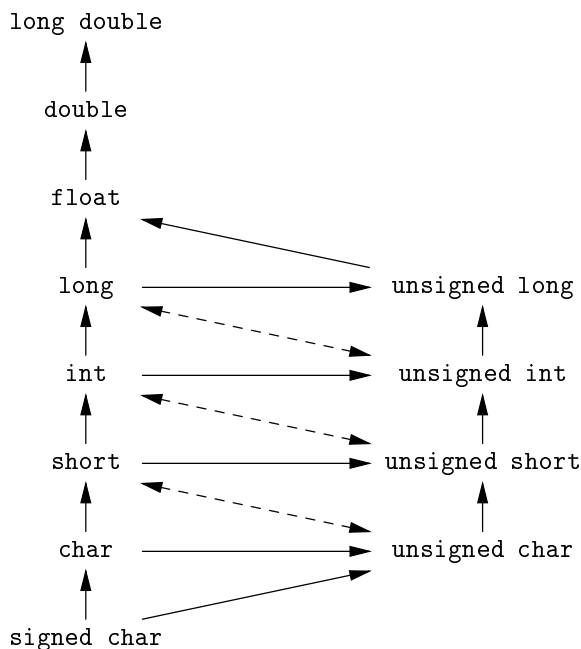 long double
double
float
long unsigned long
int unsigned int
short unsigned short
char unsigned char
signed char